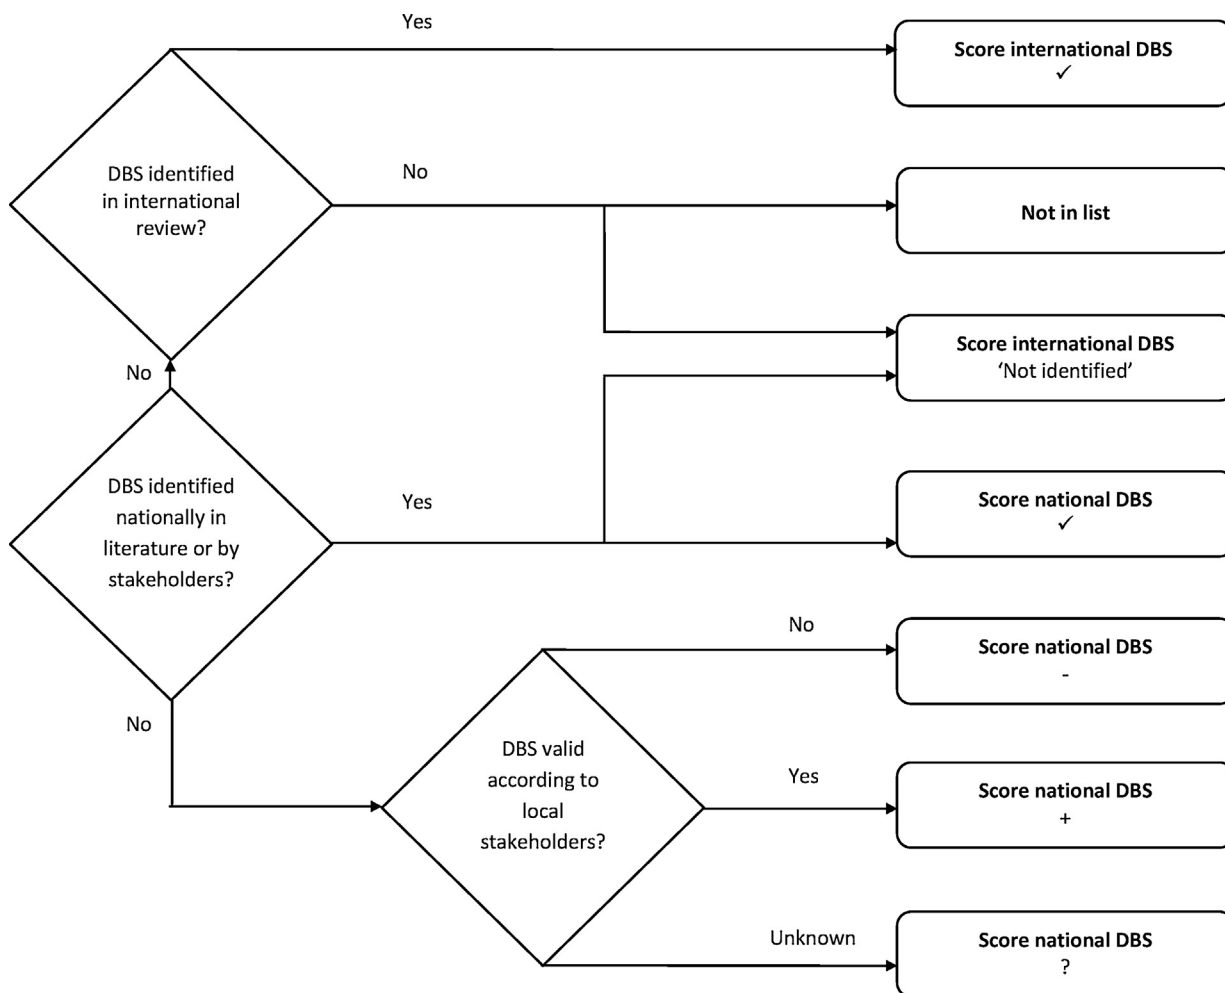 Yes
Score international DBS
✓
DBS identified
in international
review?
No
Not in list
Score international DBS
‘Not identified’
No
DBS identified
nationally in
literature or by
stakeholders?
Yes
Score national DBS
✓
No
Score national DBS
-
No
DBS valid
according to
local
stakeholders?
Yes
Score national DBS
+
Unknown
Score national DBS
?